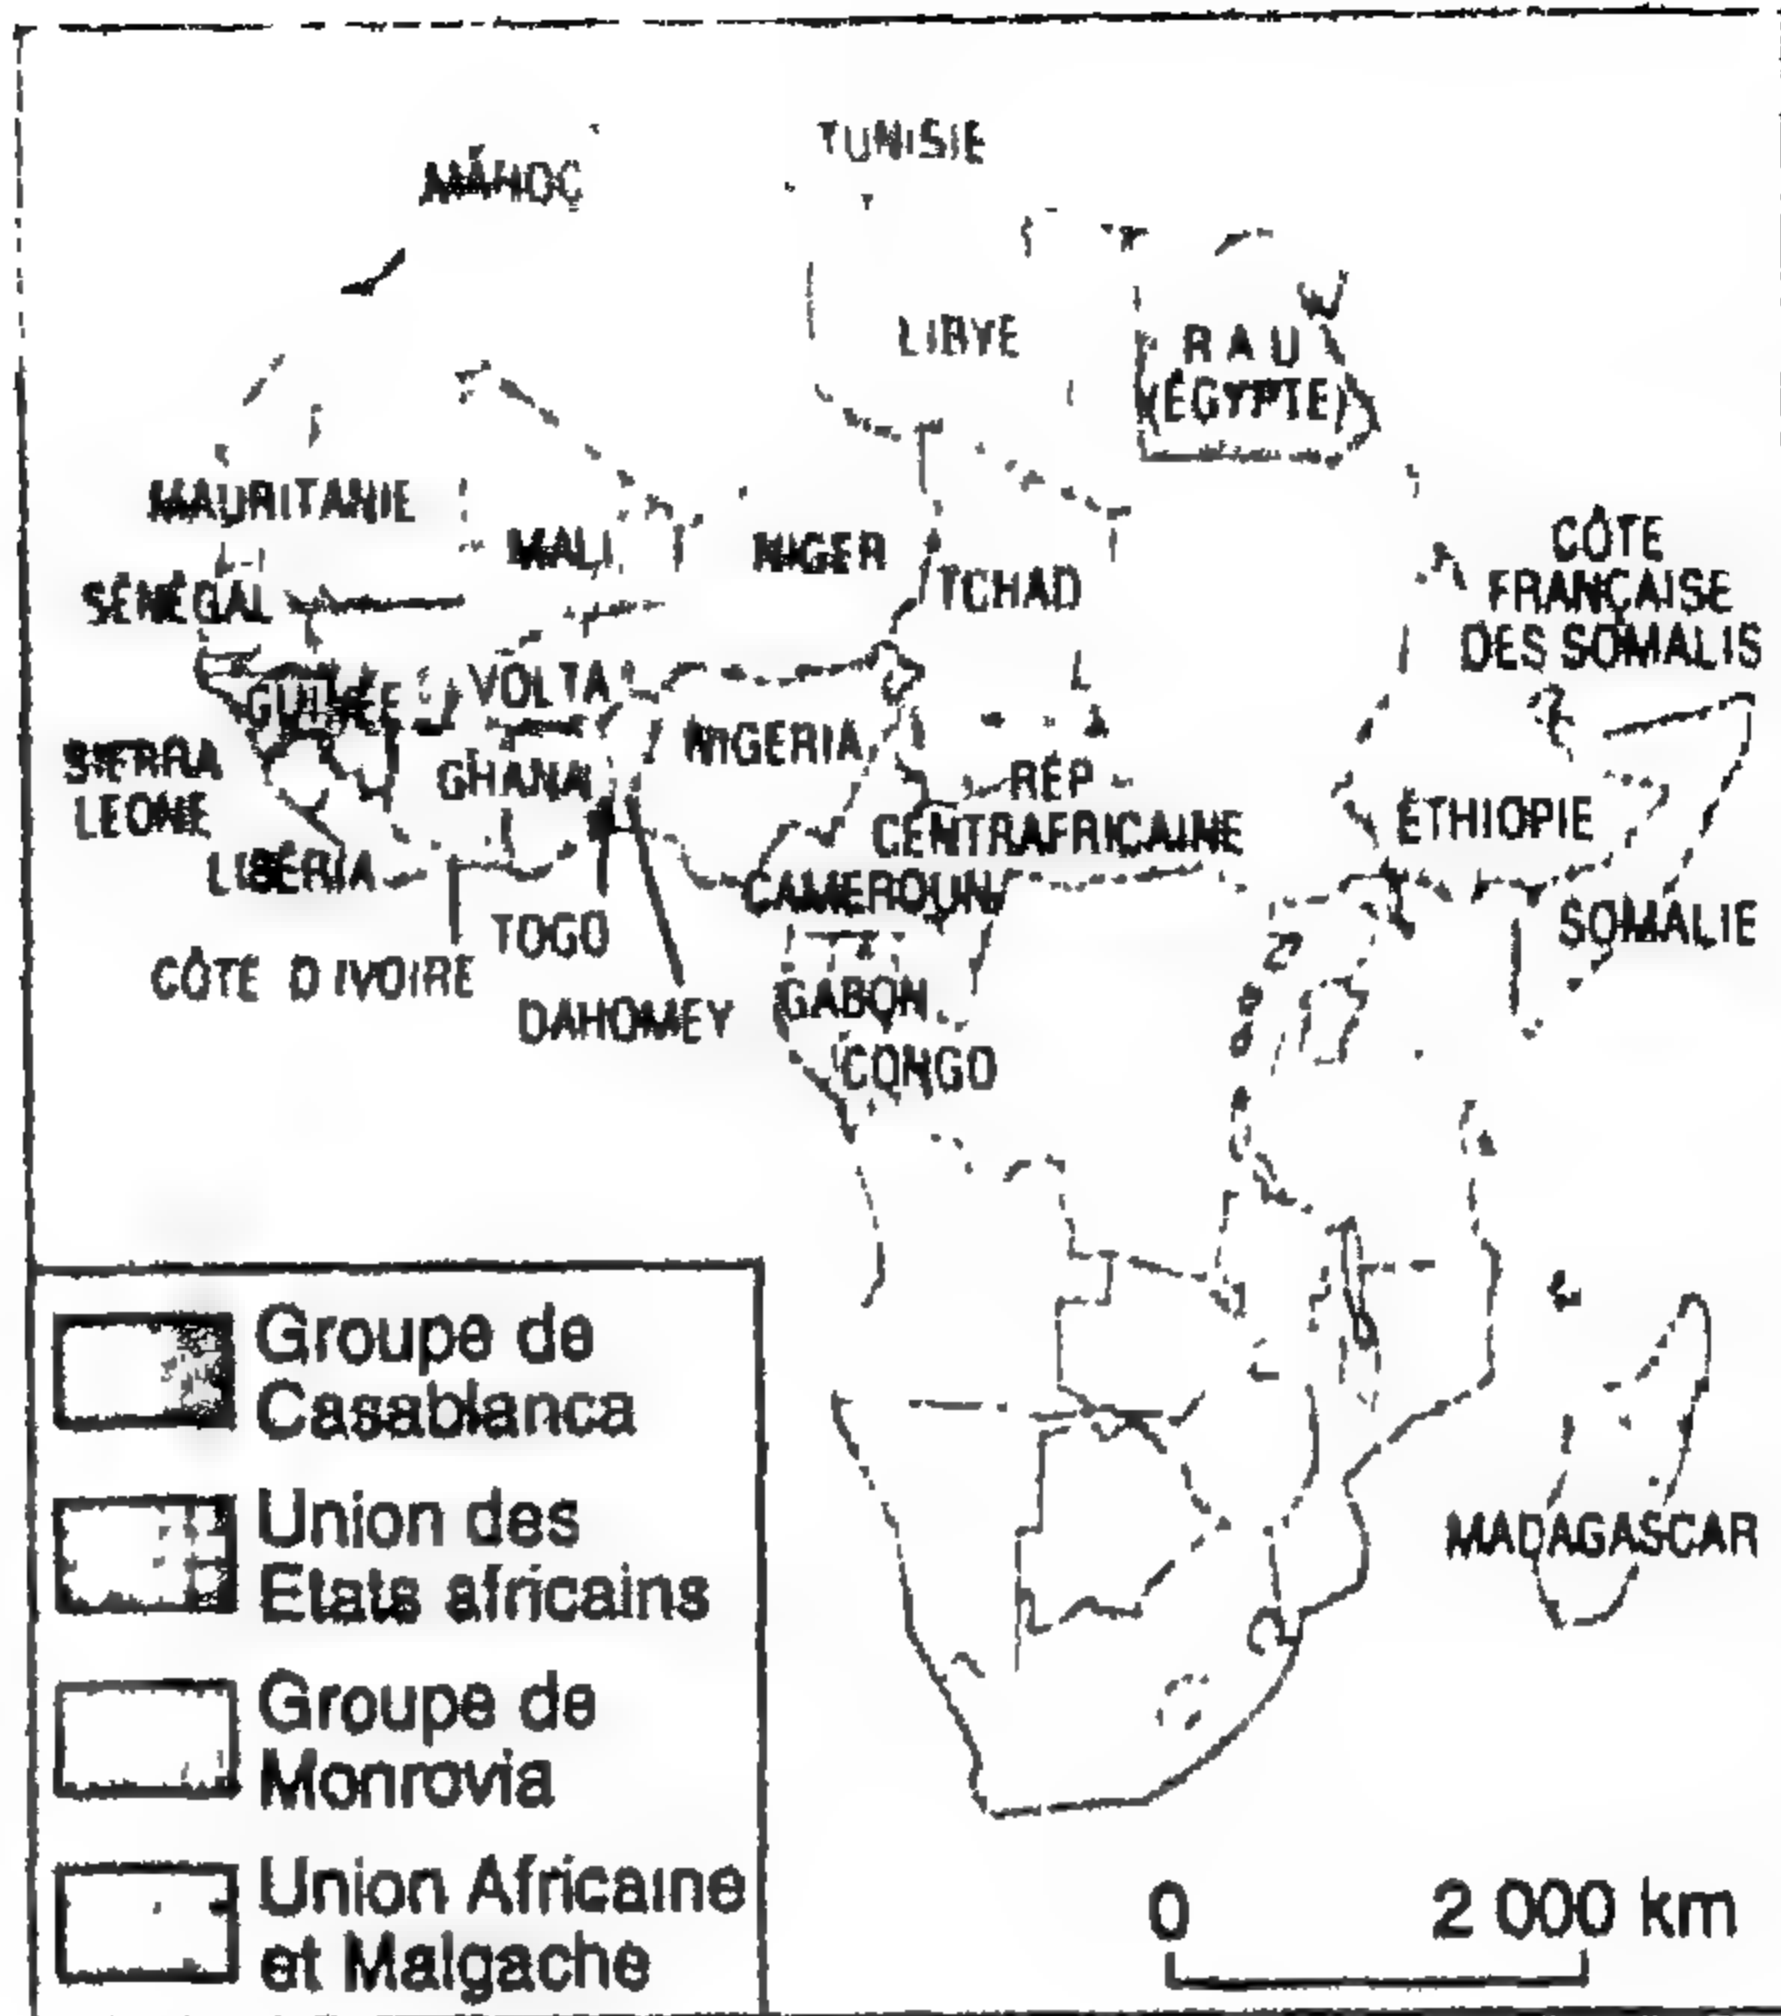 MAROC
TUNISIE
LIBYE
R A U
(ÉGYPTE)
MAURITANIE
MALI
NIGER
TCHAD
CÔTE
FRANÇAISE
DES SOMALIS
SÉNÉGAL
GUINÉE
VOLTA
NIGERIA
SIERRA
LEONE
GHANA
RÉP
CENTRAFRICAINE
ÉTHIOPIE
LIBÉRIA
CAMEROUN
SOMALIE
TOGO
CÔTE D IVOIRE
DAHOMEY
GABON
CONGO
MADAGASCAR
Groupe de
Casablanca
Union des
Etats africains
Groupe de
Monrovia
Union Africaine
et Malgache
0 2 000 km